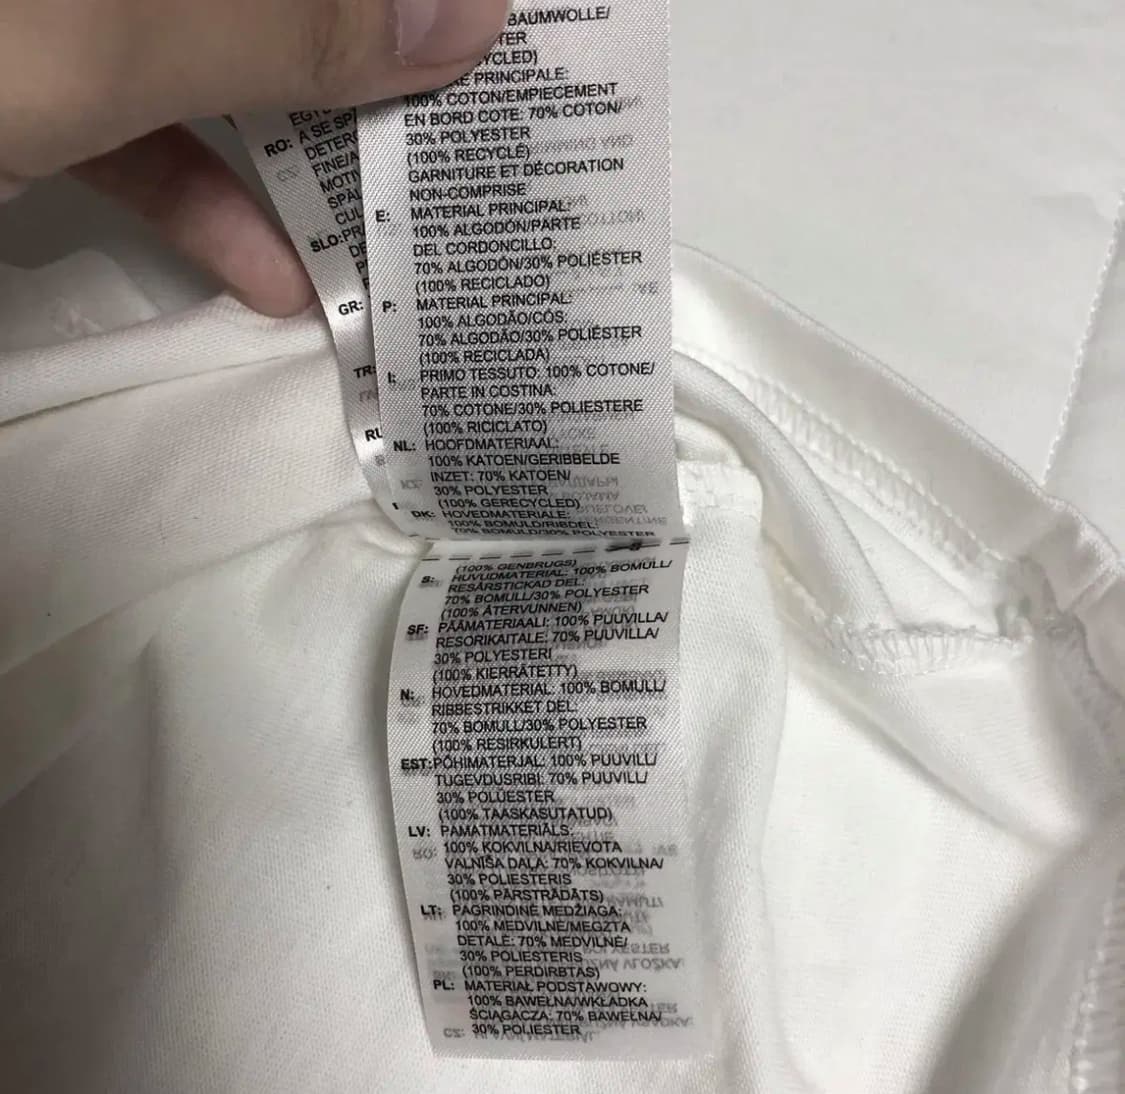 BAUMWOLLE/
PRINCIPALE:
100% COTON/EMPIECEMENT
EN BORD COTE: 70% COTON/
30% POLYESTER
(100% RECYCLÉ)
GARNITURE ET DÉCORATION
NON-COMPRISE
E: MATERIAL PRINCIPAL:
100% ALGODÓN/PARTE
DEL CORDONCILLO:
70% ALGODÓN/30% POLIÉSTER
(100% RECICLADO)
P: MATERIAL PRINCIPAL:
100% ALGODÃO/CÓS:
70% ALGODÃO/30% POLIÉSTER
(100% RECICLADA)
I: PRIMO TESSUTO: 100% COTONE/
PARTE IN COSTINA:
70% COTONE/30% POLIESTERE
(100% RICICLATO)
NL: HOOFDMATERIAAL:
100% KATOEN/GERIBBELDE
INZET: 70% KATOEN/
30% POLYESTER
(100% GERECYCLED)
DK: HOVEDMATERIALE:
100% BOMULD/RIBDEL:
70% BOMULD/30% POLYESTER
(100% GENBRUGS)
S: HUVUDMATERIAL: 100% BOMULL/
RESÅRSTICKAD DEL:
70% BOMULL/30% POLYESTER
(100% ÅTERVUNNEN)
SF: PÄÄMATERIAALI: 100% PUUVILLA/
RESORIKAITALE: 70% PUUVILLA/
30% POLYESTERI
(100% KIERRÄTETTY)
N: HOVEDMATERIAL: 100% BOMULL/
RIBBESTRIKKET DEL:
70% BOMULL/30% POLYESTER
(100% RESIRKULERT)
EST: PÕHIMATERJAL: 100% PUUVILL/
TUGEVDUSRIBI: 70% PUUVILL/
30% POLÜESTER
(100% TAASKASUTATUD)
LV: PAMATMATERIĀLS:
100% KOKVILNA/RIEVOTA
VALNĪŠA DAĻA: 70% KOKVILNA/
30% POLIESTERIS
(100% PĀRSTRĀDĀTS)
LT: PAGRINDINĖ MEDŽIAGA:
100% MEDVILNĖ/MEGZTA
DETALĖ: 70% MEDVILNĖ/
30% POLIESTERIS
(100% PERDIRBTAS)
PL: MATERIAŁ PODSTAWOWY:
100% BAWEŁNA/WKŁADKA
ŚCIĄGACZA: 70% BAWEŁNA/
30% POLIESTER
RO: A SE
SLO:
GR:
TR: